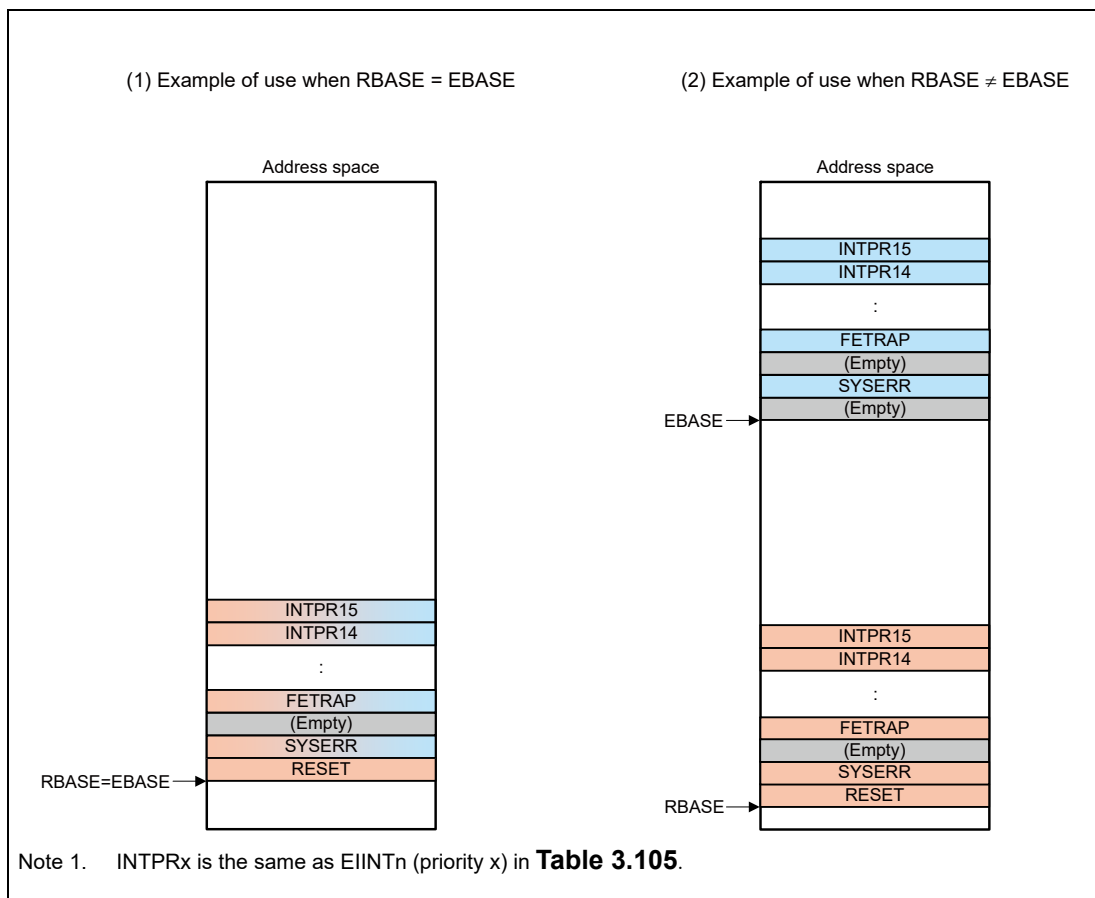 (1) Example of use when RBASE = EBASE
Address space
INTPR15
INTPR14
:
FETRAP
(Empty)
SYSERR
RESET
RBASE=EBASE
(2) Example of use when RBASE ≠ EBASE
Address space
INTPR15
INTPR14
:
FETRAP
(Empty)
SYSERR
(Empty)
EBASE
INTPR15
INTPR14
:
FETRAP
(Empty)
SYSERR
RESET
RBASE
Note 1. INTPRx is the same as EIINTn (priority x) in Table 3.105.